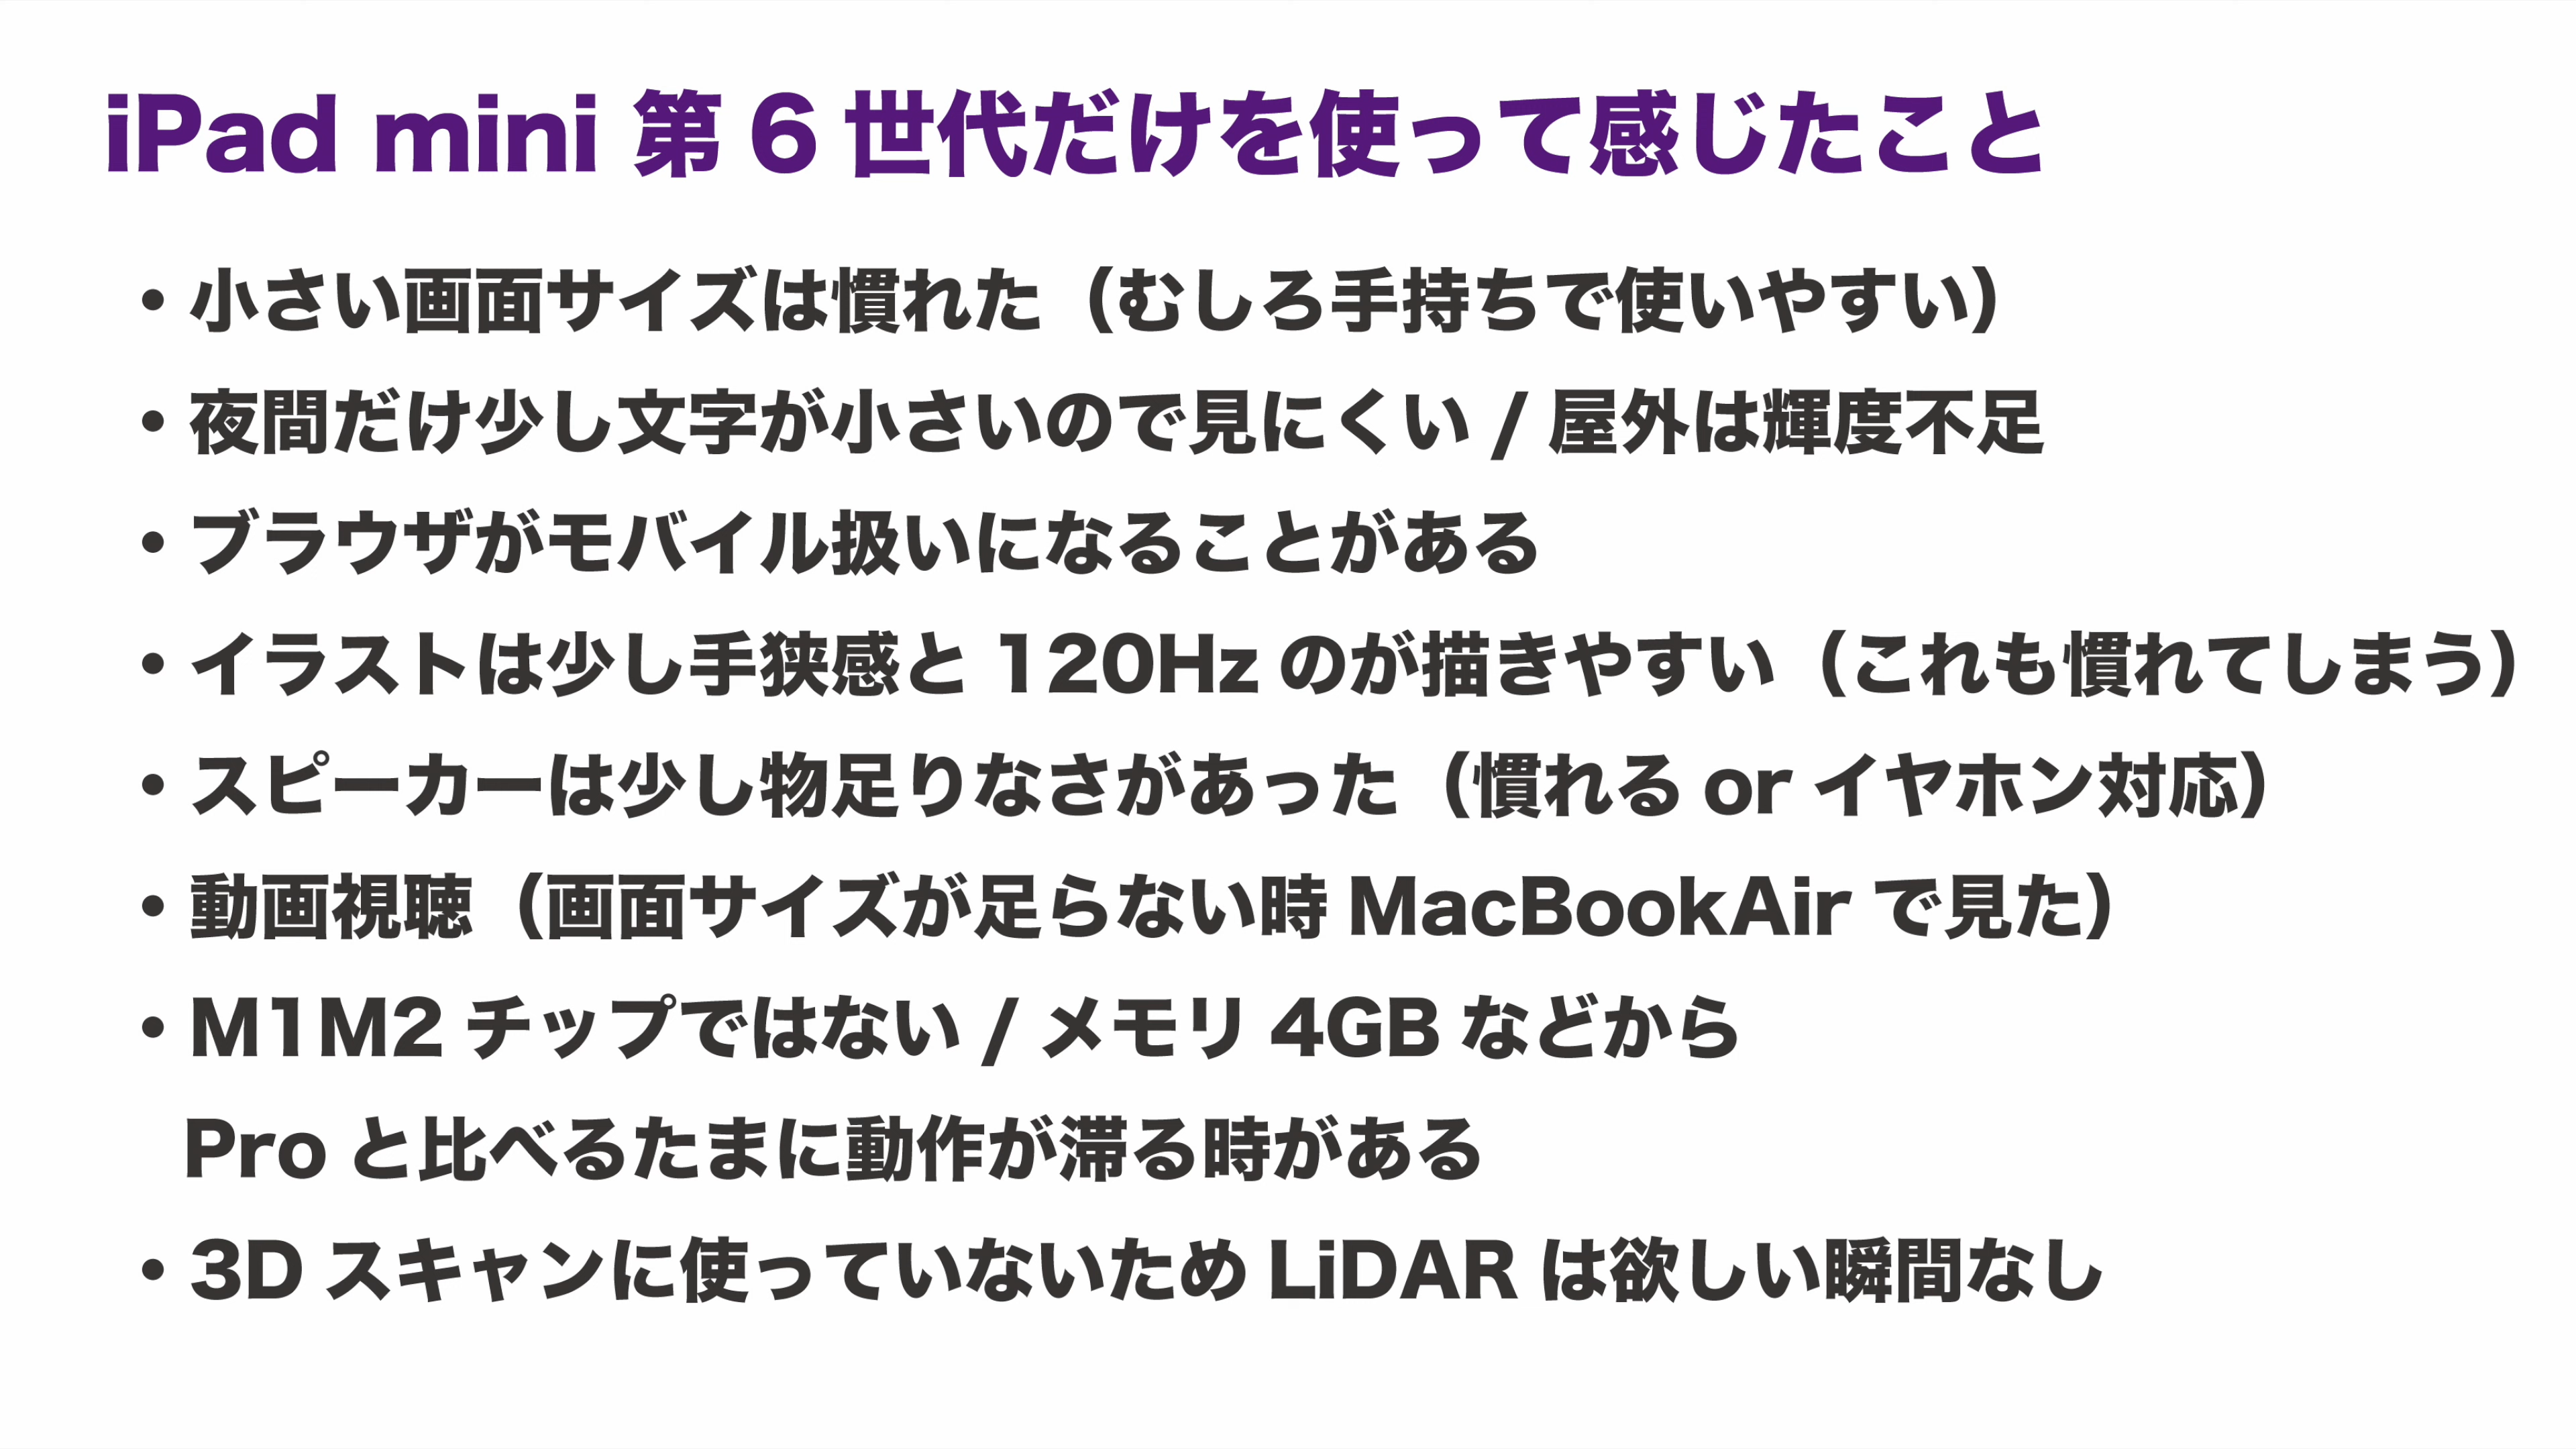 iPad mini 第 6 世代だけを使って感じたこと
・小さい画面サイズは慣れた（むしろ手持ちで使いやすい）
・夜間だけ少し文字が小さいので見にくい / 屋外は輝度不足
・ブラウザがモバイル扱いになることがある
・イラストは少し手狭感と 120Hz のが描きやすい（これも慣れてしまう）
・スピーカーは少し物足りなさがあった（慣れる or イヤホン対応）
・動画視聴（画面サイズが足らない時 MacBookAir で見た）
・M1M2 チップではない / メモリ 4GB などから
Pro と比べるたまに動作が滞る時がある
・3D スキャンに使っていないため LiDAR は欲しい瞬間なし